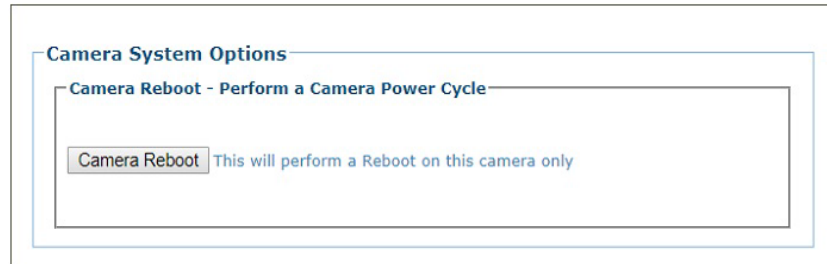 Camera System Options
Camera Reboot - Perform a Camera Power Cycle
Camera Reboot This will perform a Reboot on this camera only